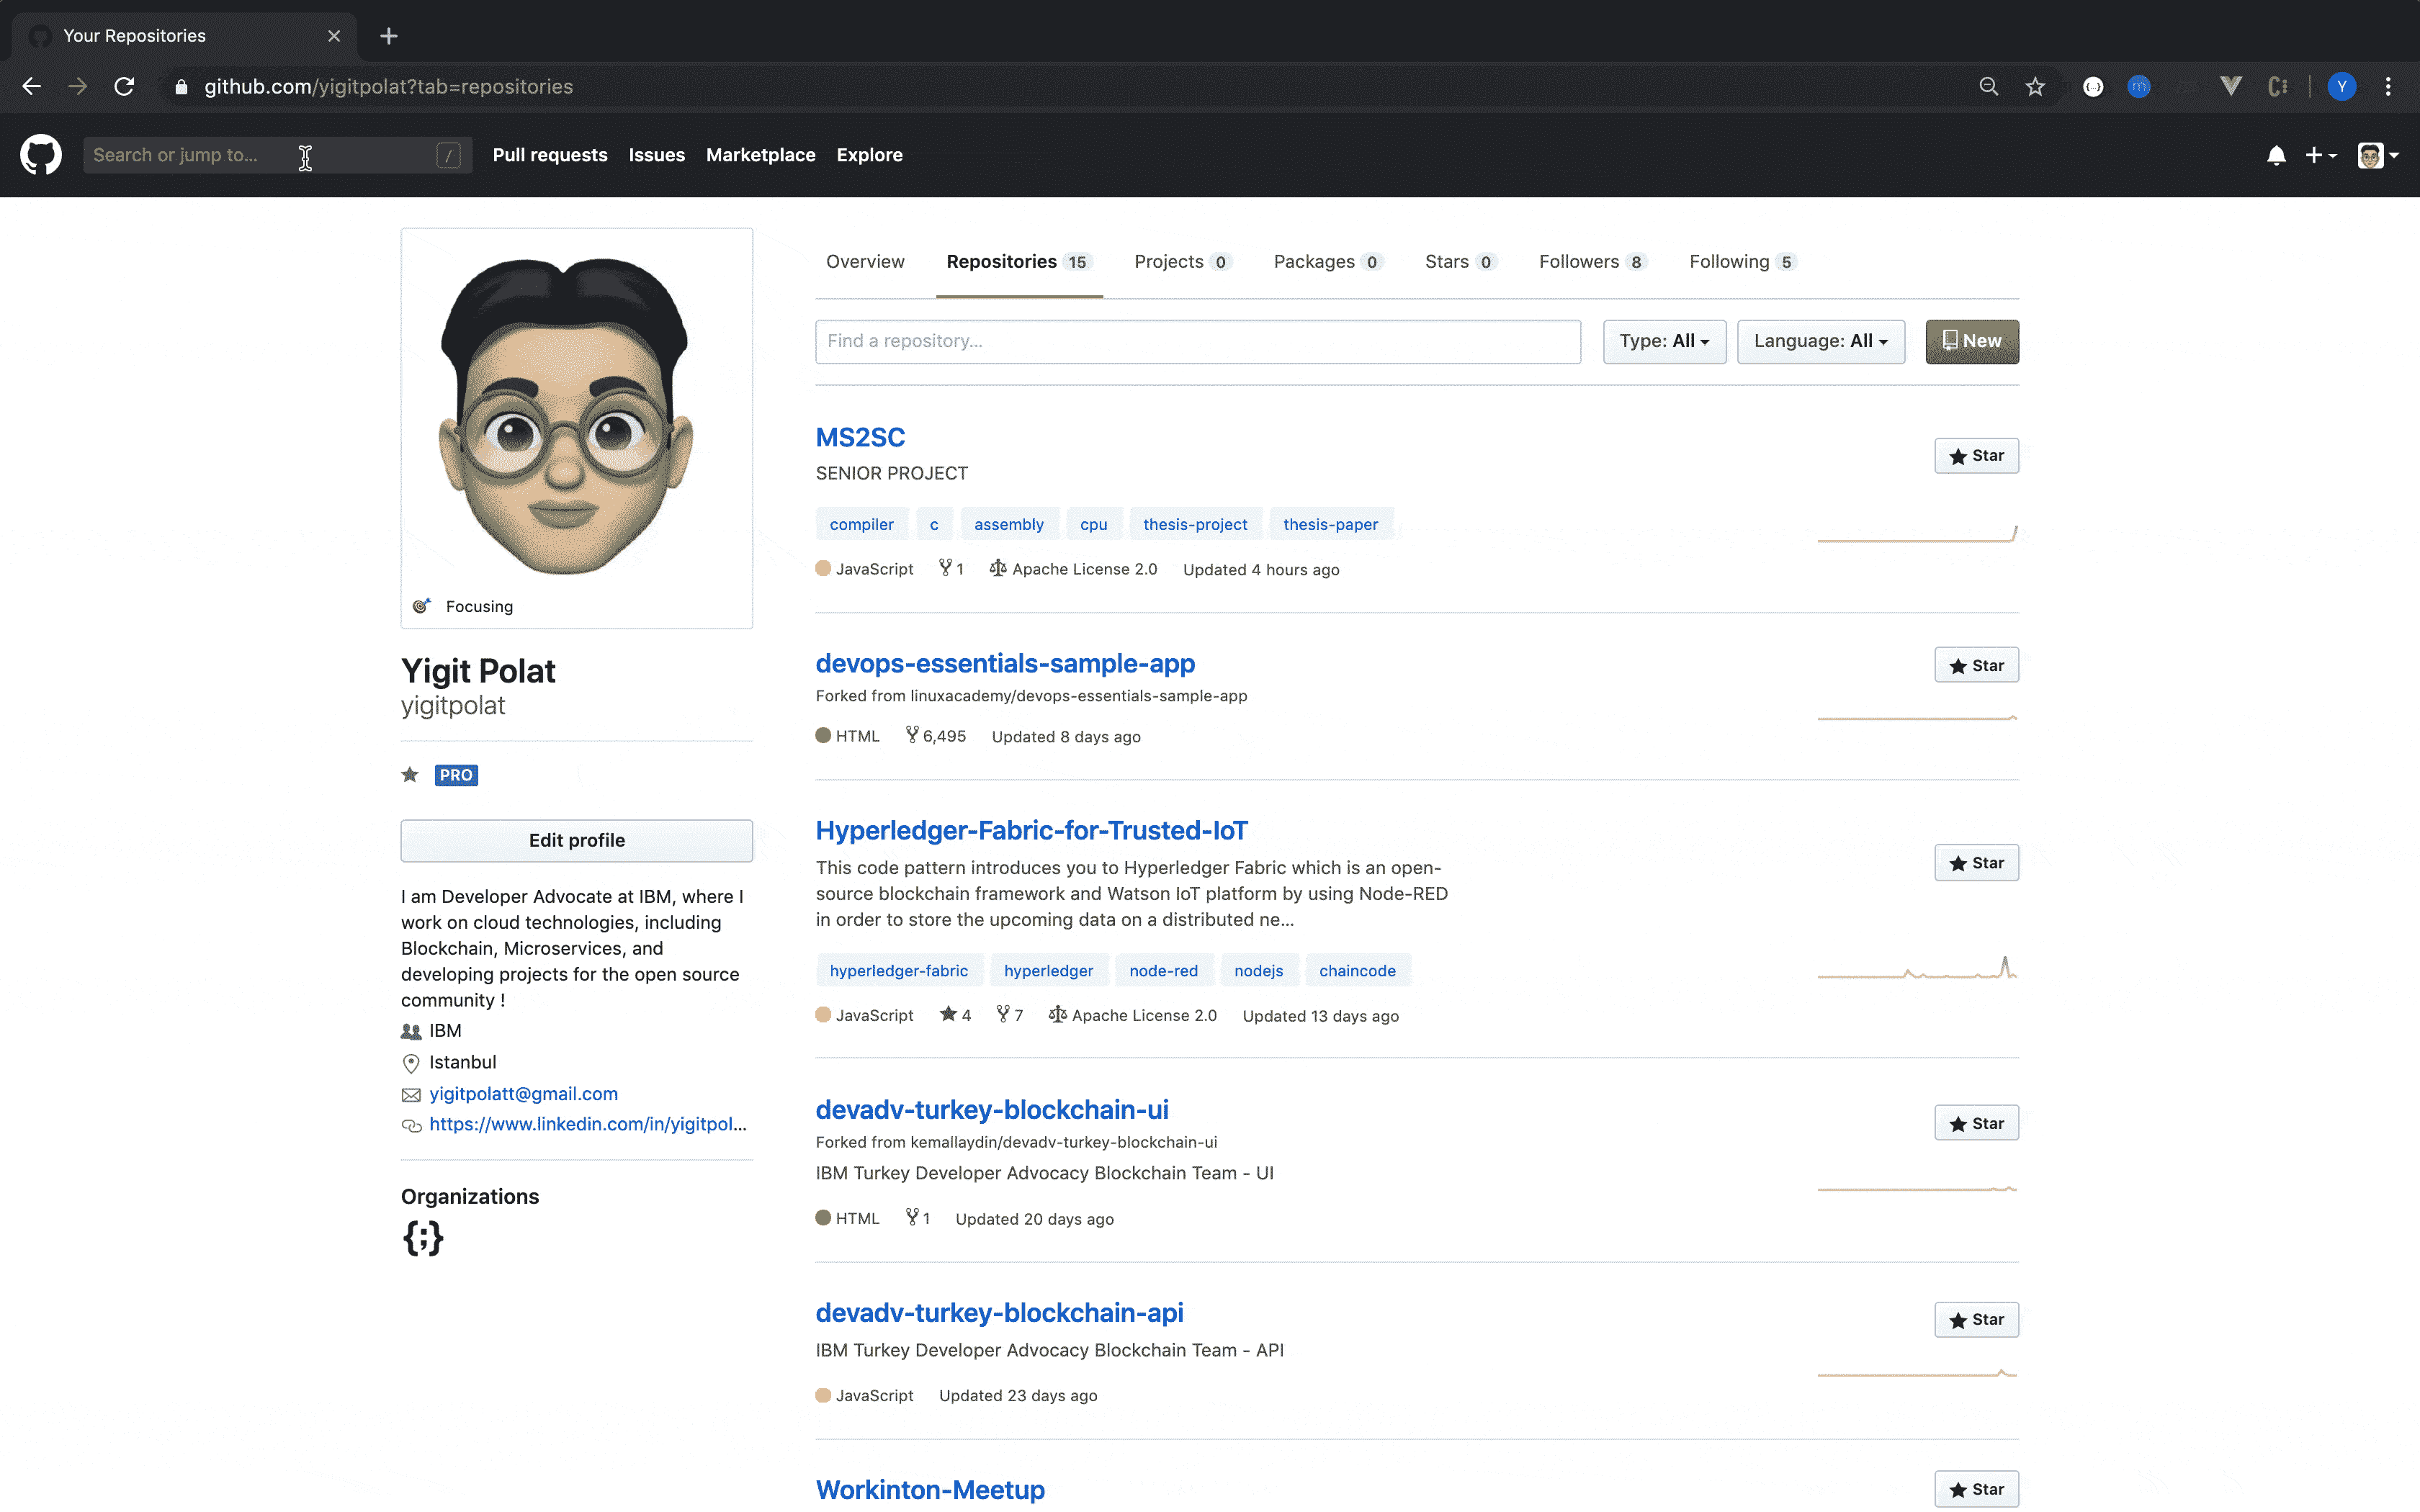 Your Repositories
github.com/yigitpolat?tab=repositories
Y
Search or jump to... /
Pull requests Issues Marketplace Explore
Overview Repositories 15 Projects 0 Packages 0 Stars 0 Followers 8 Following 5
Find a repository...
Type: All Language: All New
Focusing
Yigit Polat
yigitpolat
PRO
Edit profile
I am Developer Advocate at IBM, where I
work on cloud technologies, including
Blockchain, Microservices, and
developing projects for the open source
community !
IBM
Istanbul
yigitpolatt@gmail.com
https://www.linkedin.com/in/yigitpol...
Organizations
{;}
MS2SC
Star
SENIOR PROJECT
compiler c assembly cpu thesis-project thesis-paper
JavaScript 1 Apache License 2.0 Updated 4 hours ago
devops-essentials-sample-app
Star
Forked from linuxacademy/devops-essentials-sample-app
HTML 6,495 Updated 8 days ago
Hyperledger-Fabric-for-Trusted-IoT
Star
This code pattern introduces you to Hyperledger Fabric which is an open-
source blockchain framework and Watson IoT platform by using Node-RED
in order to store the upcoming data on a distributed ne...
hyperledger-fabric hyperledger node-red nodejs chaincode
JavaScript 4 7 Apache License 2.0 Updated 13 days ago
devadv-turkey-blockchain-ui
Star
Forked from kemallaydin/devadv-turkey-blockchain-ui
IBM Turkey Developer Advocacy Blockchain Team - UI
HTML 1 Updated 20 days ago
devadv-turkey-blockchain-api
Star
IBM Turkey Developer Advocacy Blockchain Team - API
JavaScript Updated 23 days ago
Workinton-Meetup
Star